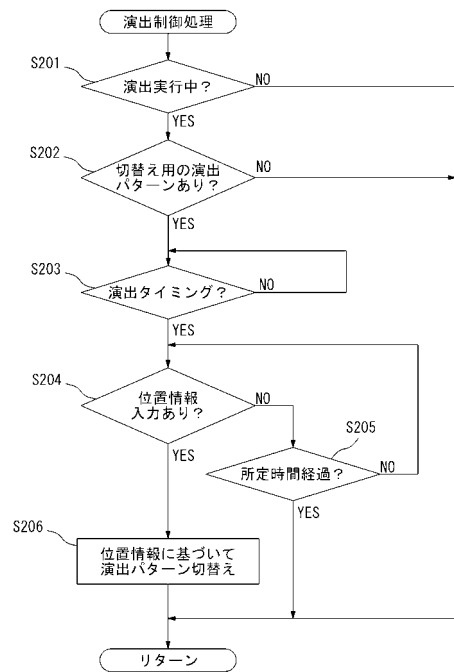 演出制御処理
S201
演出実行中?
NO
YES
S202
切替え用の演出
パターンあり?
NO
YES
S203
演出タイミング?
NO
YES
S204
位置情報
入力あり?
NO
YES
S205
所定時間経過?
NO
YES
S206
位置情報に基づいて
演出パターン切替え
リターン